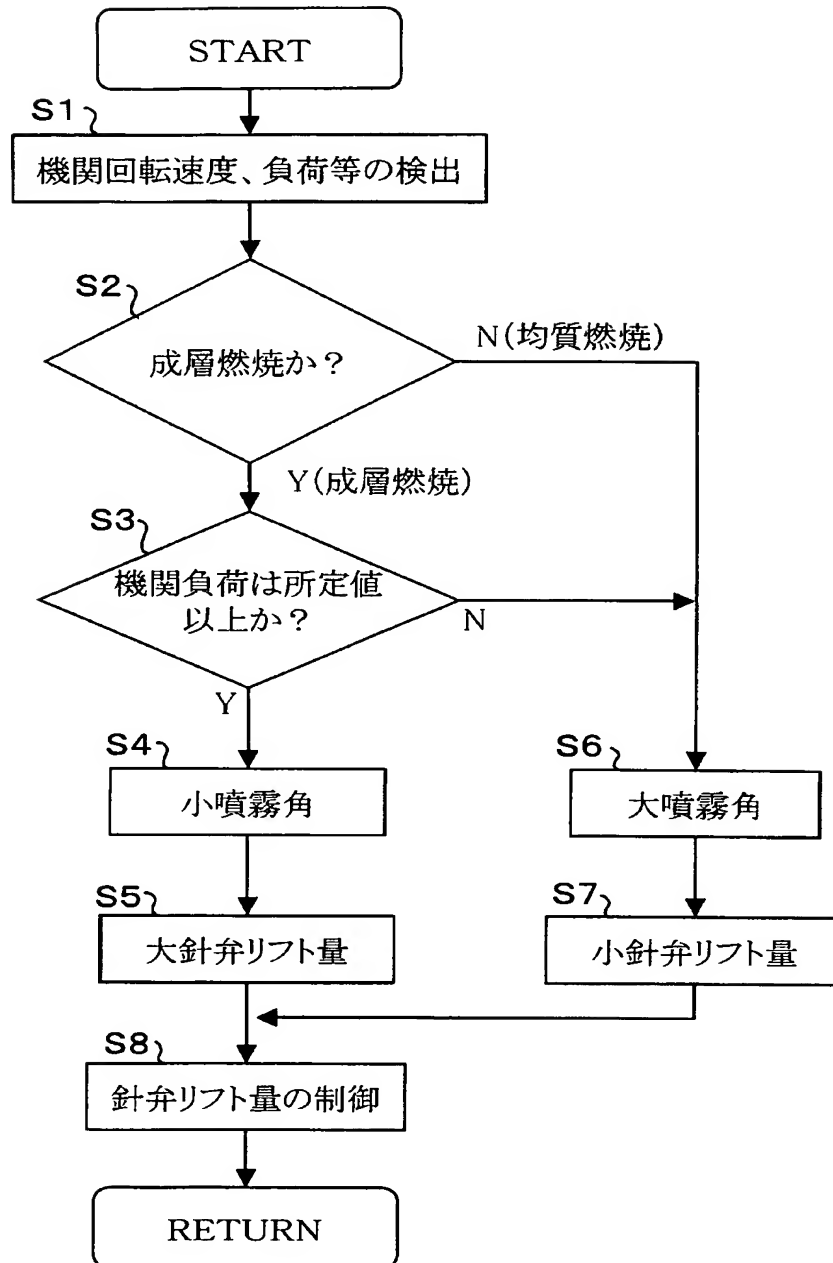 START
S1
機関回転速度、負荷等の検出
S2
成層燃焼か？
N(均質燃焼)
Y(成層燃焼)
S3
機関負荷は所定値
以上か？
N
Y
S4
小噴霧角
S6
大噴霧角
S5
大針弁リフト量
S7
小針弁リフト量
S8
針弁リフト量の制御
RETURN